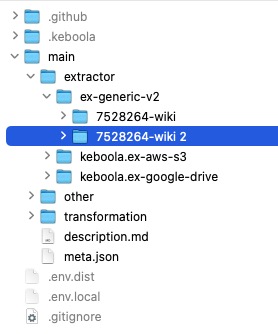 .github
.keboola
main
extractor
ex-generic-v2
7528264-wiki
7528264-wiki 2
keboola.ex-aws-s3
keboola.ex-google-drive
other
transformation
description.md
meta.json
.env.dist
.env.local
.gitignore